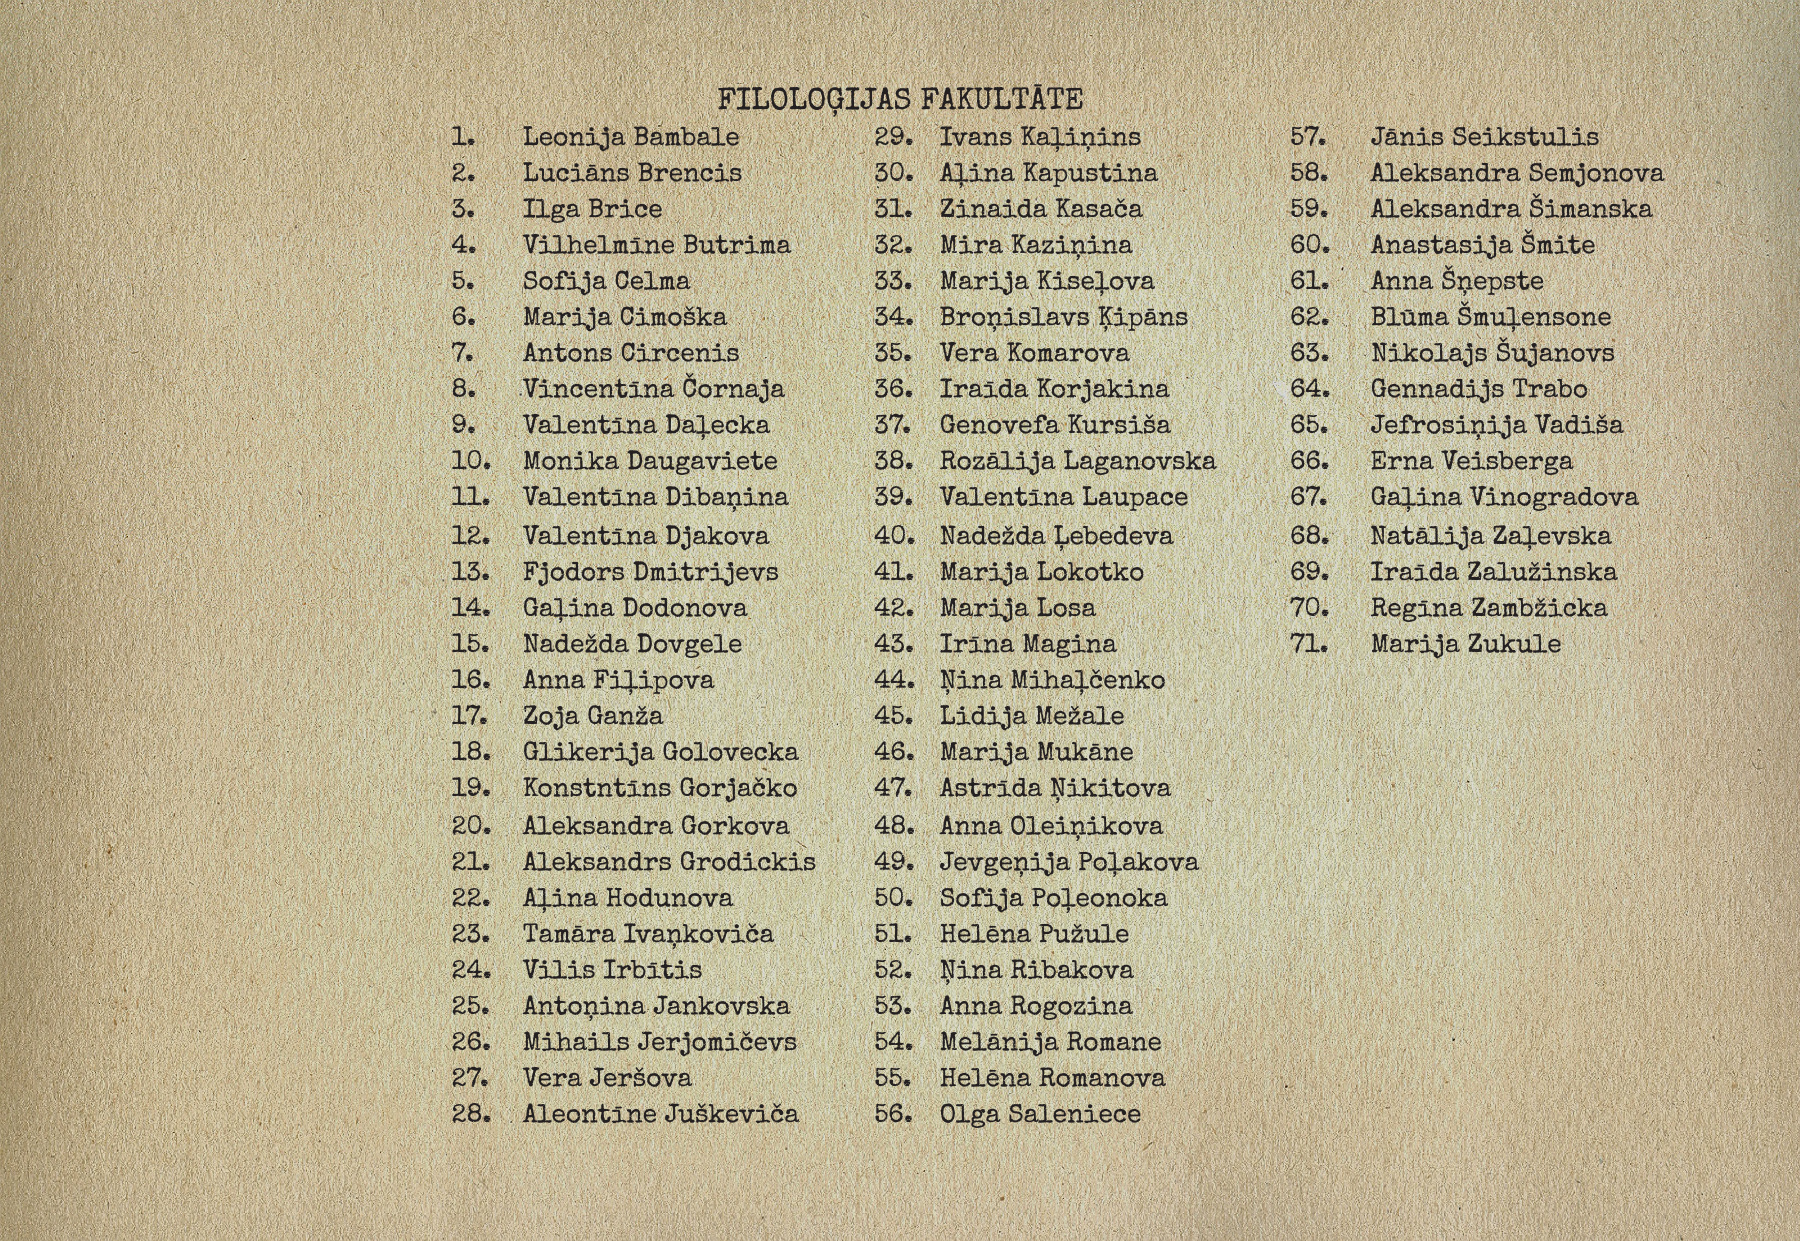 FILOLOĢIJAS FAKULTĀTE
1. Leonija Bambale
2. Luciāns Brencis
3. Ilga Brice
4. Vilhelmīne Butrima
5. Sofija Celma
6. Marija Cimoška
7. Antons Circenis
8. Vincentīna Čornaja
9. Valentīna Daļecka
10. Monika Daugaviete
11. Valentīna Dibaņina
12. Valentīna Djakova
13. Fjodors Dmitrijevs
14. Gaļina Dodonova
15. Nadežda Dovgele
16. Anna Fiļipova
17. Zoja Ganža
18. Glikerija Golovecka
19. Konstntīns Gorjačko
20. Aleksandra Gorkova
21. Aleksandrs Grodickis
22. Aļina Hodunova
23. Tamāra Ivaņkoviča
24. Vilis Irbītis
25. Antoņina Jankovska
26. Mihails Jerjomičevs
27. Vera Jeršova
28. Aleontīne Juškeviča
29. Ivans Kaļiņins
30. Aļina Kapustina
31. Zinaida Kasača
32. Mira Kaziņina
33. Marija Kiseļova
34. Broņislavs Ķipāns
35. Vera Komarova
36. Iraīda Korjakina
37. Genovefa Kursiša
38. Rozālija Laganovska
39. Valentīna Laupace
40. Nadežda Ļebedeva
41. Marija Lokotko
42. Marija Losa
43. Irīna Magina
44. Ņina Mihaļčenko
45. Lidija Mežale
46. Marija Mukāne
47. Astrīda Ņikitova
48. Anna Oleiņikova
49. Jevgeņija Poļakova
50. Sofija Poļeonoka
51. Helēna Pužule
52. Ņina Ribakova
53. Anna Rogozina
54. Melānija Romane
55. Helēna Romanova
56. Olga Saleniece
57. Jānis Seikstulis
58. Aleksandra Semjonova
59. Aleksandra Šimanska
60. Anastasija Šmite
61. Anna Šņepste
62. Blūma Šmuļensone
63. Nikolajs Šujanovs
64. Gennadijs Trabo
65. Jefrosiņija Vadiša
66. Erna Veisberga
67. Gaļina Vinogradova
68. Natālija Zaļevska
69. Iraīda Zalužinska
70. Regīna Zambžicka
71. Marija Zukule